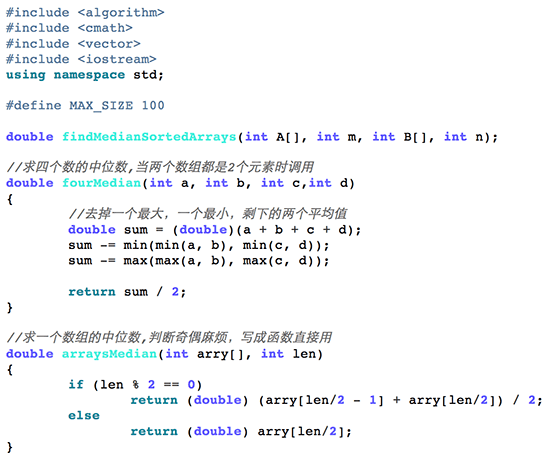 #include <algorithm>
#include <cmath>
#include <vector>
#include <iostream>
using namespace std;

#define MAX_SIZE 100

double findMedianSortedArrays(int A[], int m, int B[], int n);

//求四个数的中位数,当两个数组都是2个元素时调用
double fourMedian(int a, int b, int c,int d)
{
        //去掉一个最大，一个最小，剩下的两个平均值
        double sum = (double)(a + b + c + d);
        sum -= min(min(a, b), min(c, d));
        sum -= max(max(a, b), max(c, d));

        return sum / 2;
}

//求一个数组的中位数,判断奇偶麻烦，写成函数直接用
double arraysMedian(int arry[], int len)
{
        if (len % 2 == 0)
                return (double) (arry[len/2 - 1] + arry[len/2]) / 2;
        else
                return (double) arry[len/2];
}